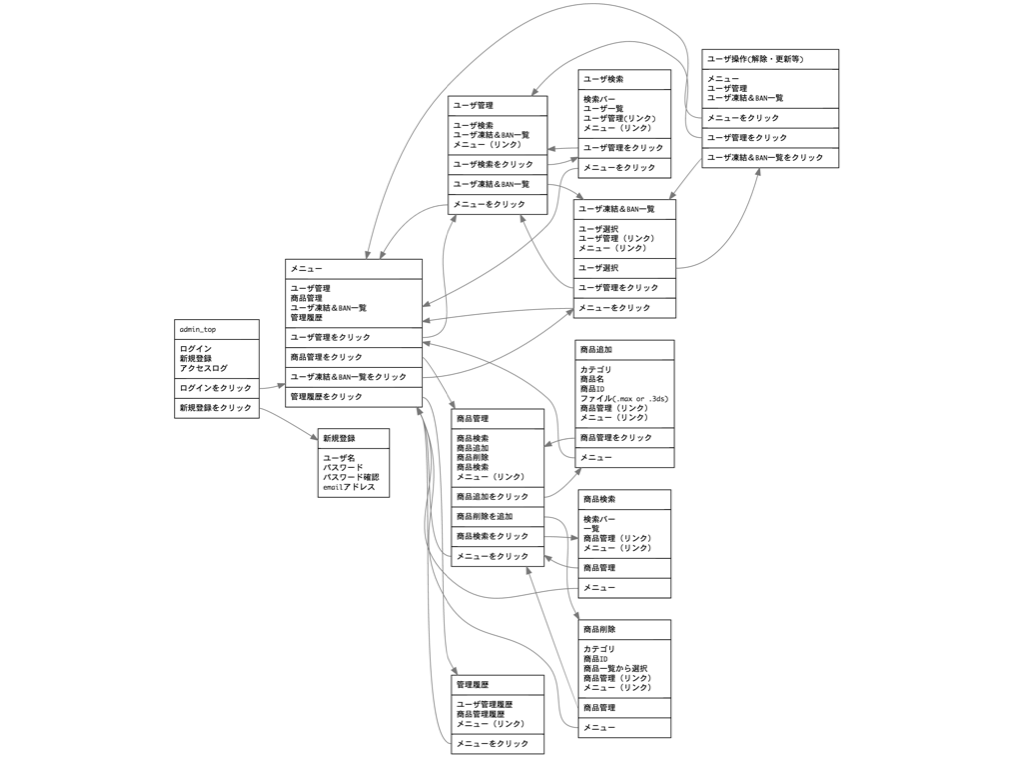 admin_top
ログイン
新規登録
アクセスログ
ログインをクリック
新規登録をクリック
メニュー
ユーザ管理
商品管理
ユーザ凍結＆BAN一覧
管理履歴
ユーザ管理をクリック
商品管理をクリック
ユーザ凍結＆BAN一覧をクリック
管理履歴をクリック
新規登録
ユーザ名
パスワード
パスワード確認
emailアドレス
ユーザ管理
ユーザ検索
ユーザ凍結＆BAN一覧
メニュー（リンク）
ユーザ検索をクリック
ユーザ凍結＆BAN一覧
メニューをクリック
ユーザ検索
検索バー
ユーザ一覧
ユーザ管理(リンク)
メニュー（リンク）
ユーザ管理をクリック
メニューをクリック
ユーザ操作(解除・更新等)
メニュー
ユーザ管理
ユーザ凍結＆BAN一覧
メニューをクリック
ユーザ管理をクリック
ユーザ凍結＆BAN一覧をクリック
ユーザ凍結＆BAN一覧
ユーザ選択
ユーザ管理（リンク）
メニュー（リンク）
ユーザ選択
ユーザ管理をクリック
メニューをクリック
商品追加
カテゴリ
商品名
商品ID
ファイル(.max or .3ds)
商品管理（リンク）
メニュー（リンク）
商品管理をクリック
メニュー
商品管理
商品検索
商品追加
商品削除
商品検索
メニュー（リンク）
商品追加をクリック
商品削除を追加
商品検索をクリック
メニューをクリック
商品検索
検索バー
一覧
商品管理（リンク）
メニュー（リンク）
商品管理
メニュー
商品削除
カテゴリ
商品ID
商品一覧から選択
商品管理（リンク）
メニュー（リンク）
商品管理
メニュー
管理履歴
ユーザ管理履歴
商品管理履歴
メニュー（リンク）
メニューをクリック